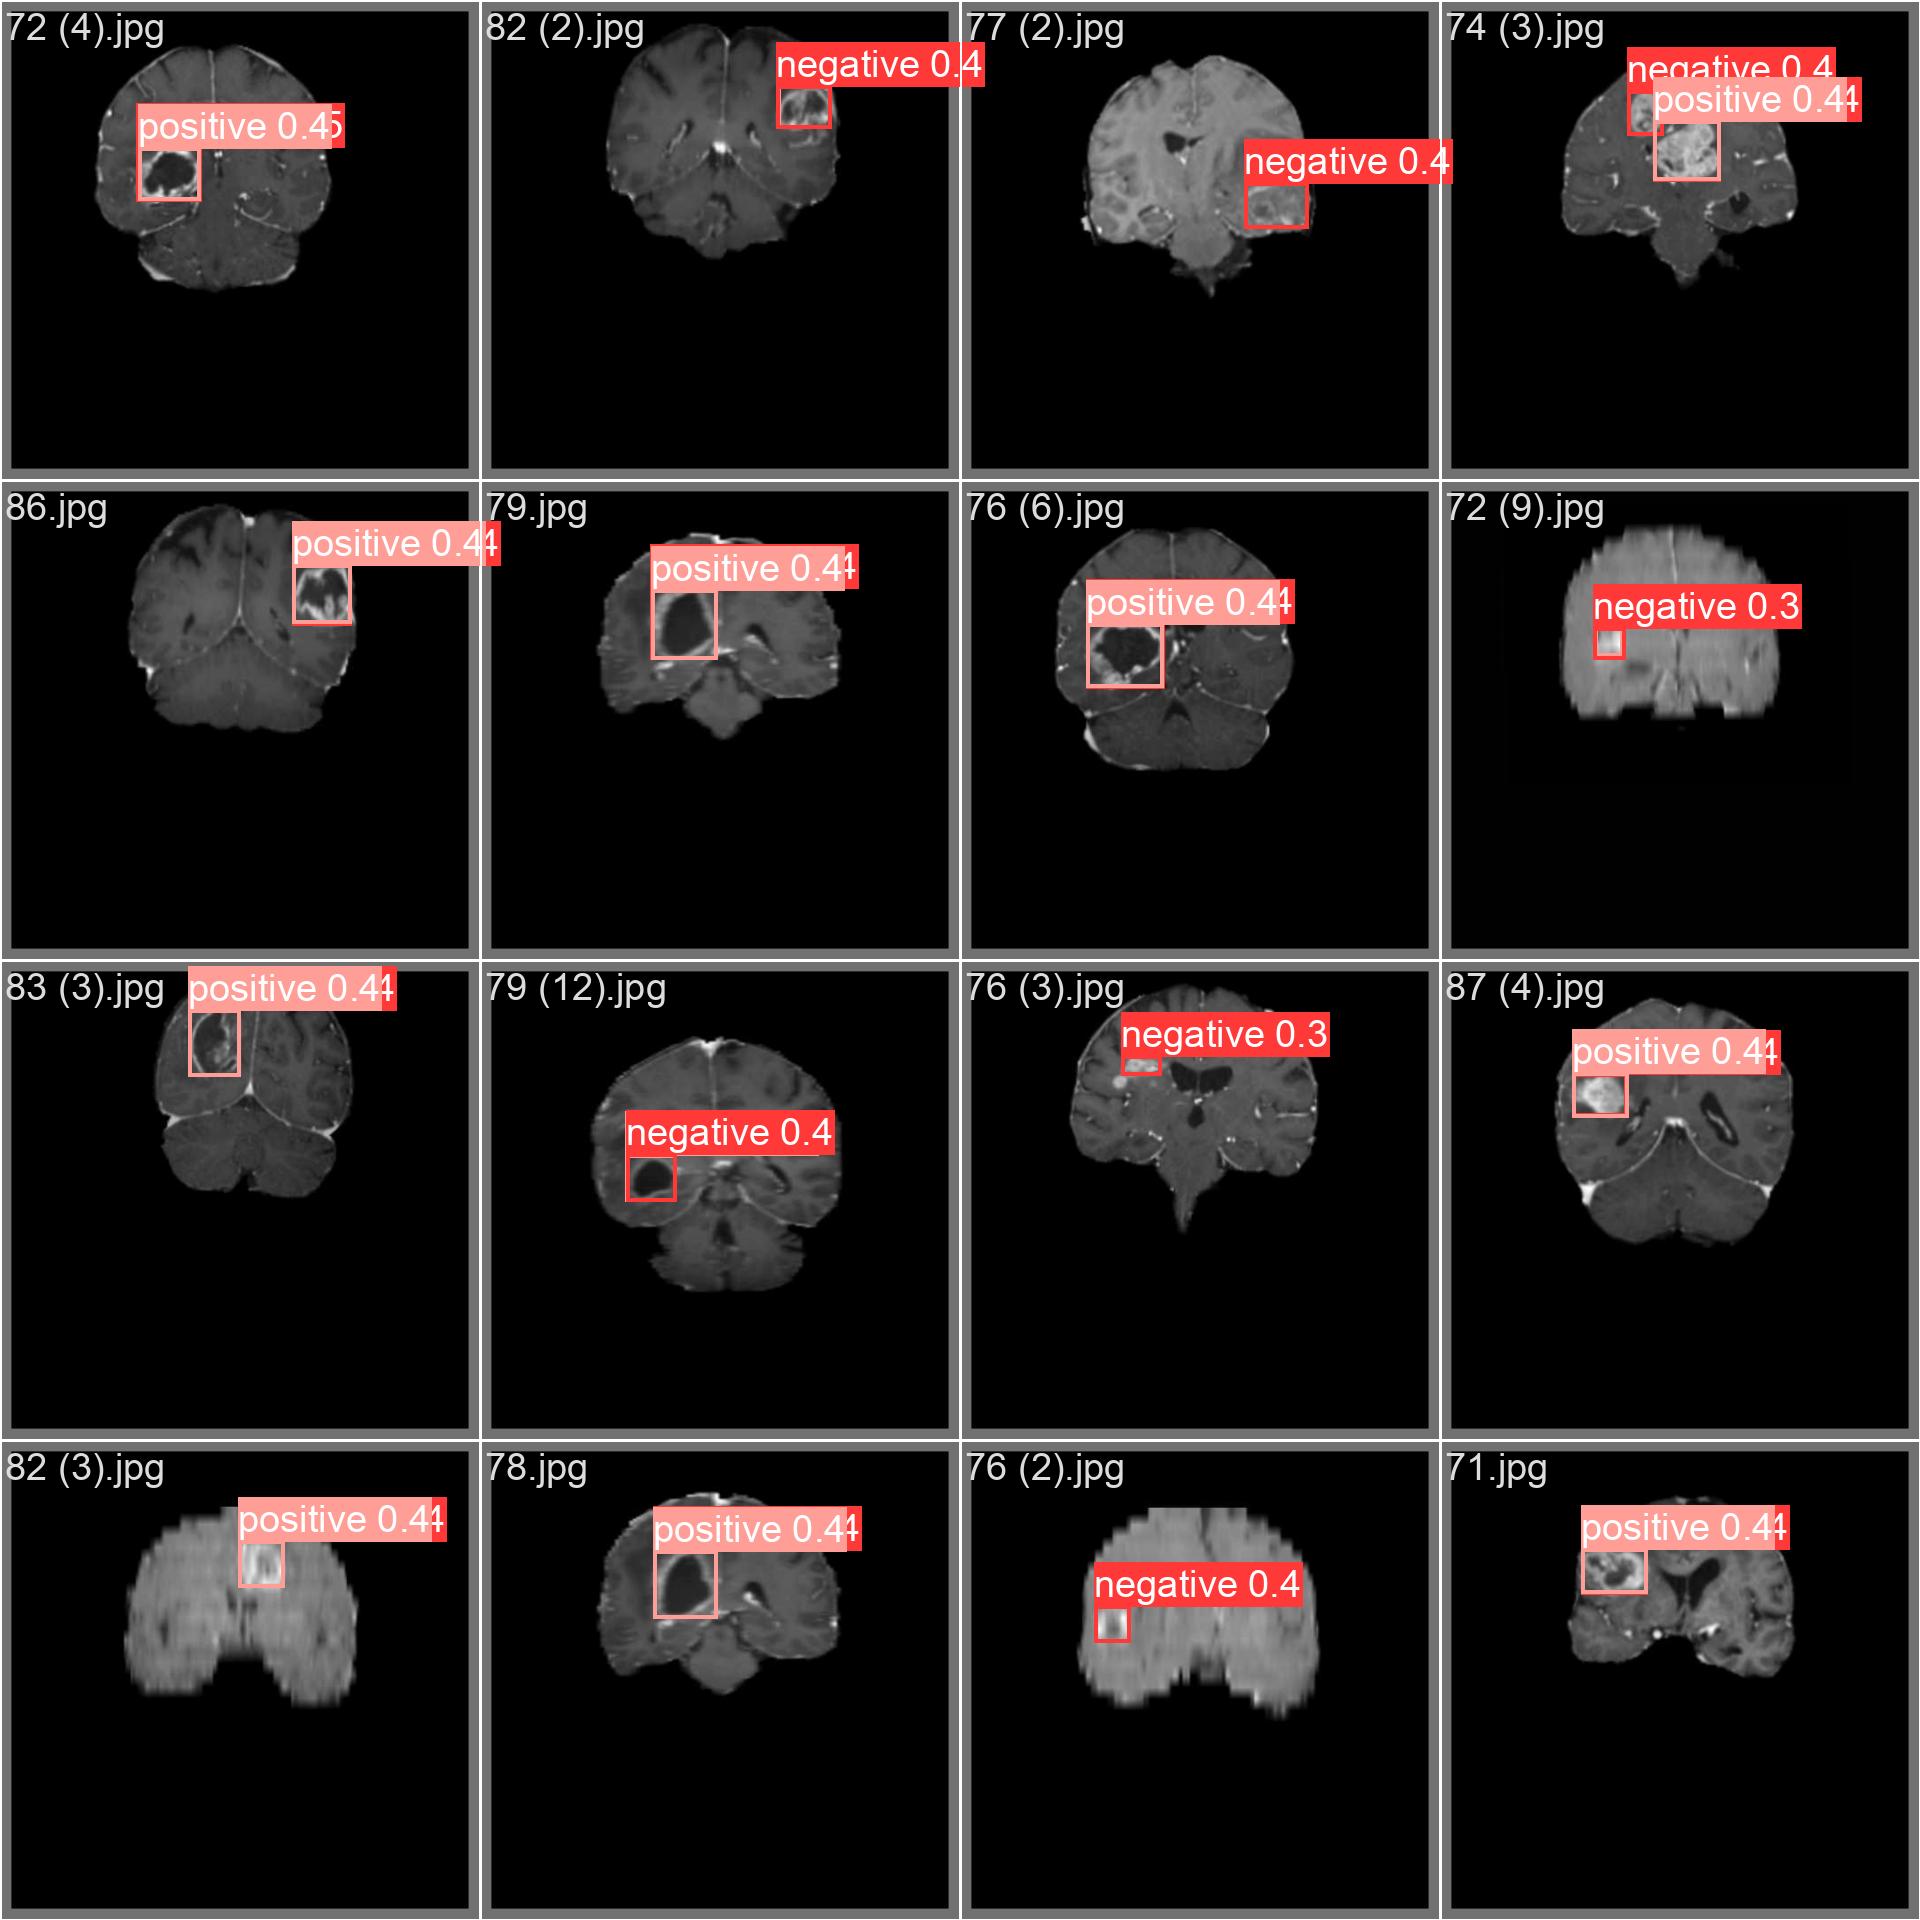 72 (4).jpg
positive 0.45
82 (2).jpg
negative 0.4
77 (2).jpg
negative 0.4
74 (3).jpg
negative 0.4
positive 0.44
86.jpg
positive 0.44
79.jpg
positive 0.44
76 (6).jpg
positive 0.44
72 (9).jpg
negative 0.3
83 (3).jpg
positive 0.44
79 (12).jpg
negative 0.4
76 (3).jpg
negative 0.3
87 (4).jpg
positive 0.44
82 (3).jpg
positive 0.44
78.jpg
positive 0.44
76 (2).jpg
negative 0.4
71.jpg
positive 0.44